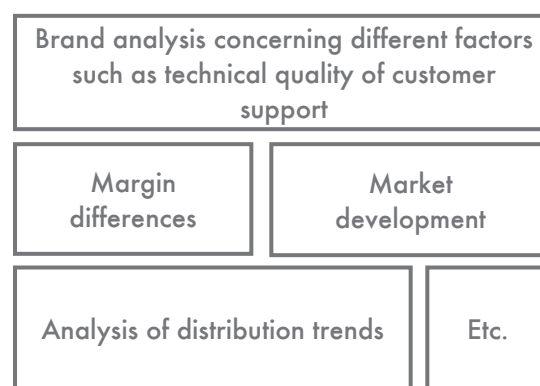 Brand analysis concerning different factors
such as technical quality of customer
support
Margin
differences
Market
development
Analysis of distribution trends
Etc.